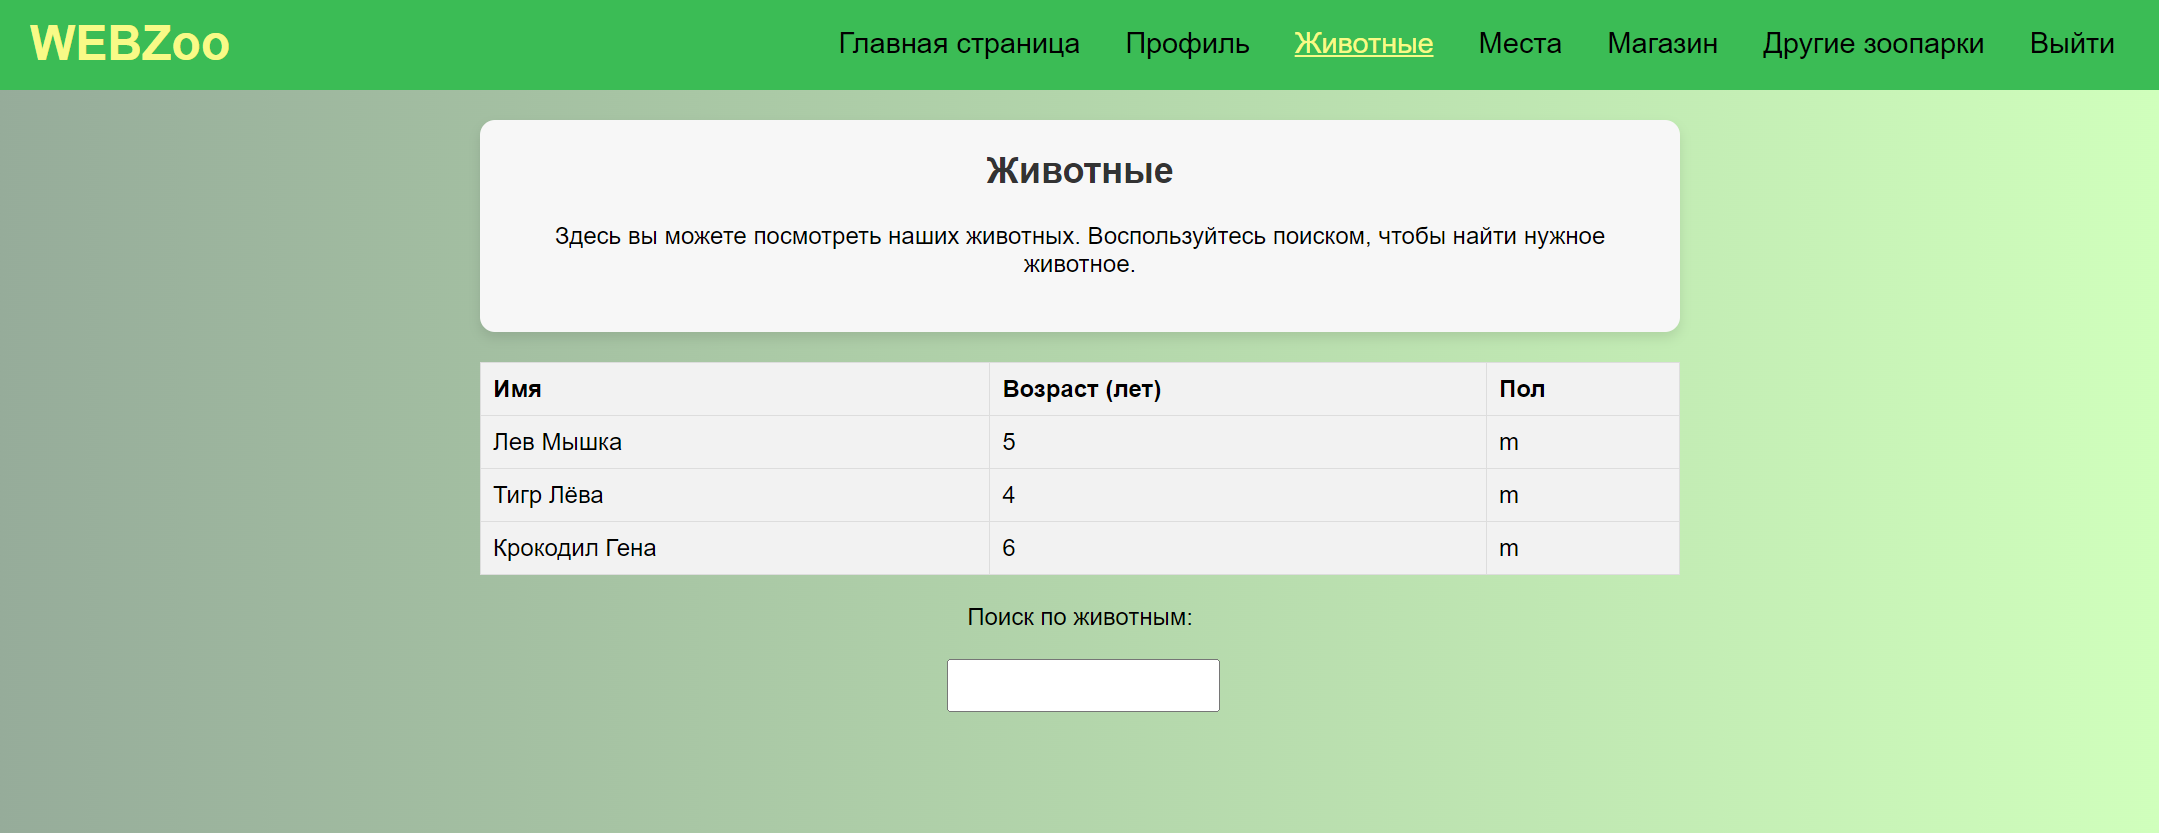 WEBZoo
Главная страница Профиль Животные Места Магазин Другие зоопарки Выйти
Животные
Здесь вы можете посмотреть наших животных. Воспользуйтесь поиском, чтобы найти нужное
животное.
Имя Возраст (лет) Пол
Лев Мышка 5 m
Тигр Лёва 4 m
Крокодил Гена 6 m
Поиск по животным: